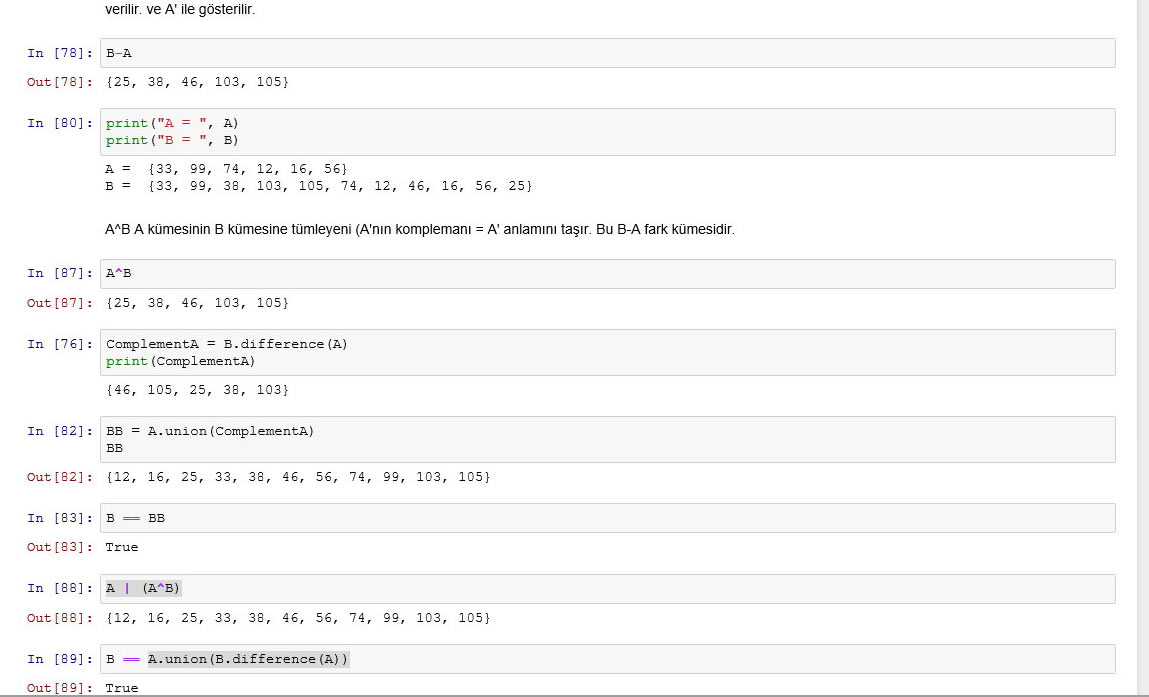 verilir. ve A' ile gösterilir.
In [78]: B-A
Out[78]: {25, 38, 46, 103, 105}
In [80]: print("A = ", A)
print("B = ", B)
A =  {33, 99, 74, 12, 16, 56}
B =  {33, 99, 38, 103, 105, 74, 12, 46, 16, 56, 25}
A^B A kümesinin B kümesine tümleyeni (A'nın komplemanı = A' anlamını taşır. Bu B-A fark kümesidir.
In [87]: A^B
Out[87]: {25, 38, 46, 103, 105}
In [76]: ComplementA = B.difference(A)
print(ComplementA)
{46, 105, 25, 38, 103}
In [82]: BB = A.union(ComplementA)
BB
Out[82]: {12, 16, 25, 33, 38, 46, 56, 74, 99, 103, 105}
In [83]: B == BB
Out[83]: True
In [88]: A | (A^B)
Out[88]: {12, 16, 25, 33, 38, 46, 56, 74, 99, 103, 105}
In [89]: B == A.union(B.difference(A))
Out[89]: True